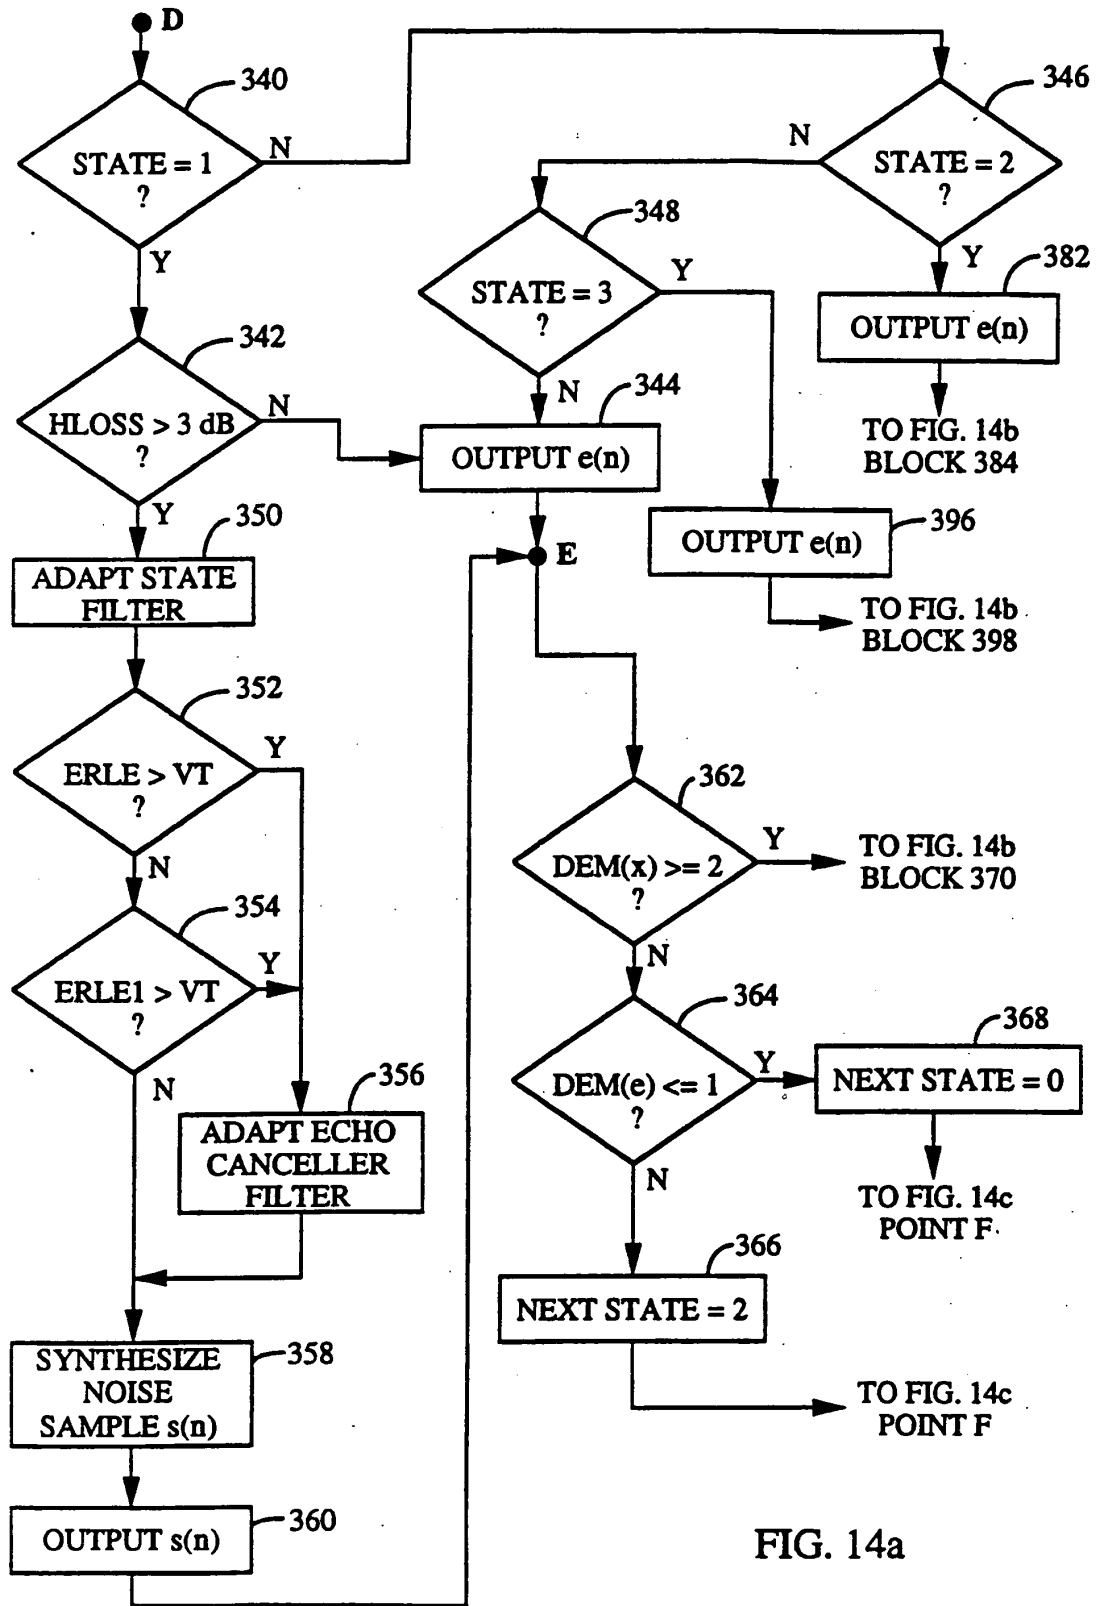 D
340
STATE = 1
?
N
Y
346
STATE = 2
?
N
Y
348
STATE = 3
?
Y
N
382
OUTPUT e(n)
TO FIG. 14b
BLOCK 384
342
HLOSS > 3 dB
?
N
Y
344
OUTPUT e(n)
396
OUTPUT e(n)
TO FIG. 14b
BLOCK 398
E
350
ADAPT STATE
FILTER
352
ERLE > VT
?
Y
N
354
ERLE1 > VT
?
Y
N
356
ADAPT ECHO
CANCELLER
FILTER
358
SYNTHESIZE
NOISE
SAMPLE s(n)
360
OUTPUT s(n)
362
DEM(x) >= 2
?
Y
TO FIG. 14b
BLOCK 370
N
364
DEM(e) <= 1
?
Y
N
368
NEXT STATE = 0
TO FIG. 14c
POINT F
366
NEXT STATE = 2
TO FIG. 14c
POINT F
FIG. 14a